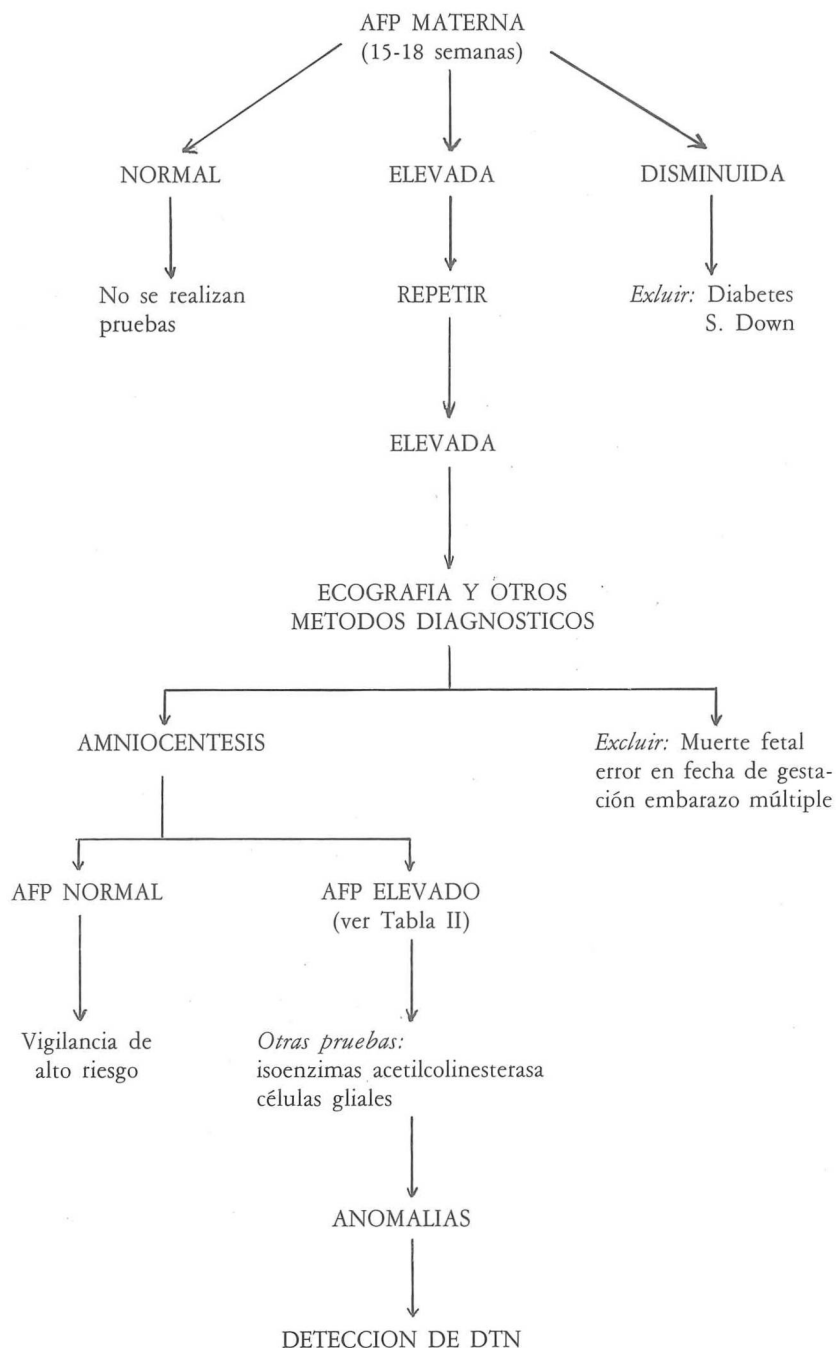 AFP MATERNA
(15-18 semanas)
NORMAL
ELEVADA
DISMINUIDA
No se realizan
pruebas
REPETIR
Exluir: Diabetes
S. Down
ELEVADA
ECOGRAFIA Y OTROS
METODOS DIAGNOSTICOS
AMNIOCENTESIS
Excluir: Muerte fetal
error en fecha de gesta-
ción embarazo múltiple
AFP NORMAL
AFP ELEVADO
(ver Tabla II)
Vigilancia de
alto riesgo
Otras pruebas:
isoenzimas acetilcolinesterasa
células gliales
ANOMALIAS
DETECCION DE DTN